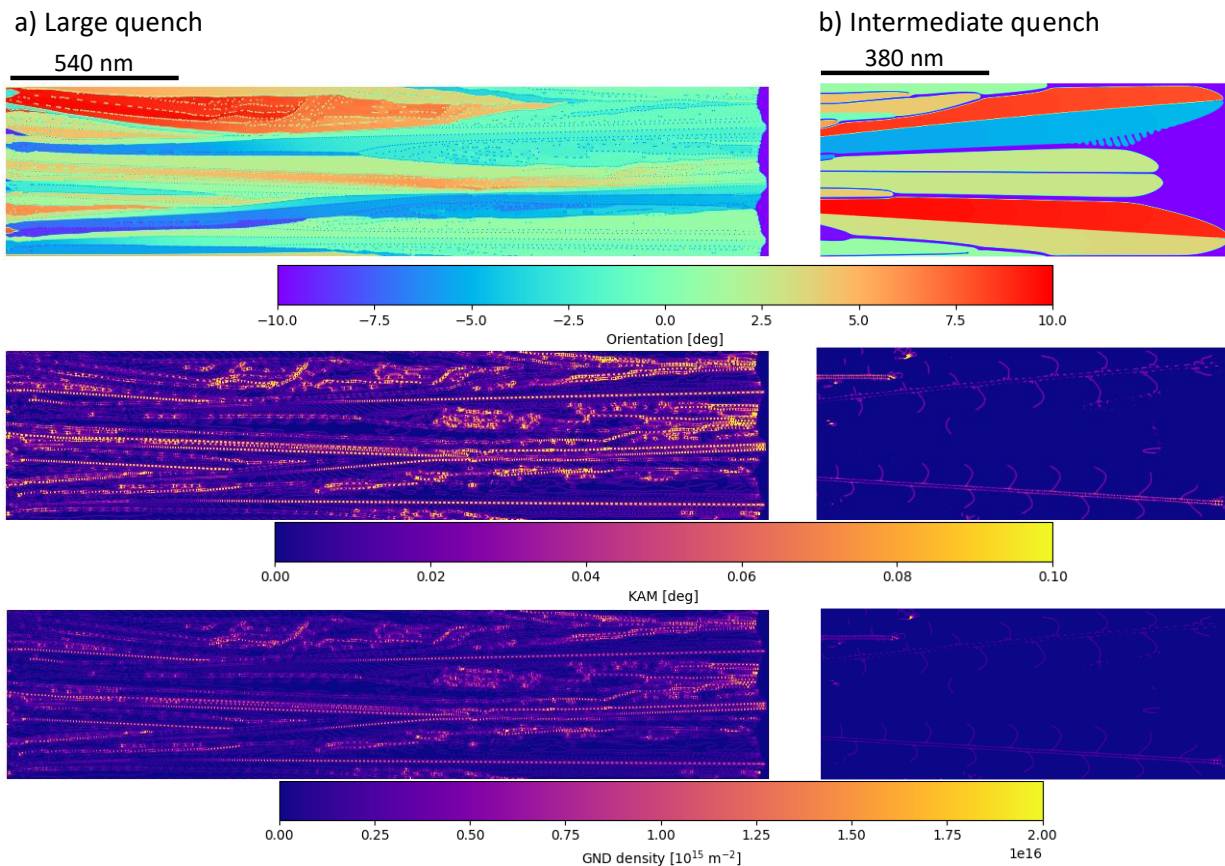 a) Large quench
b) Intermediate quench
540 nm
380 nm
−10.0 −7.5 −5.0 −2.5 0.0 2.5 5.0 7.5 10.0
Orientation [deg]
0.00 0.02 0.04 0.06 0.08 0.10
KAM [deg]
0.00 0.25 0.50 0.75 1.00 1.25 1.50 1.75 2.00
1e16
GND density [10¹⁵ m⁻²]